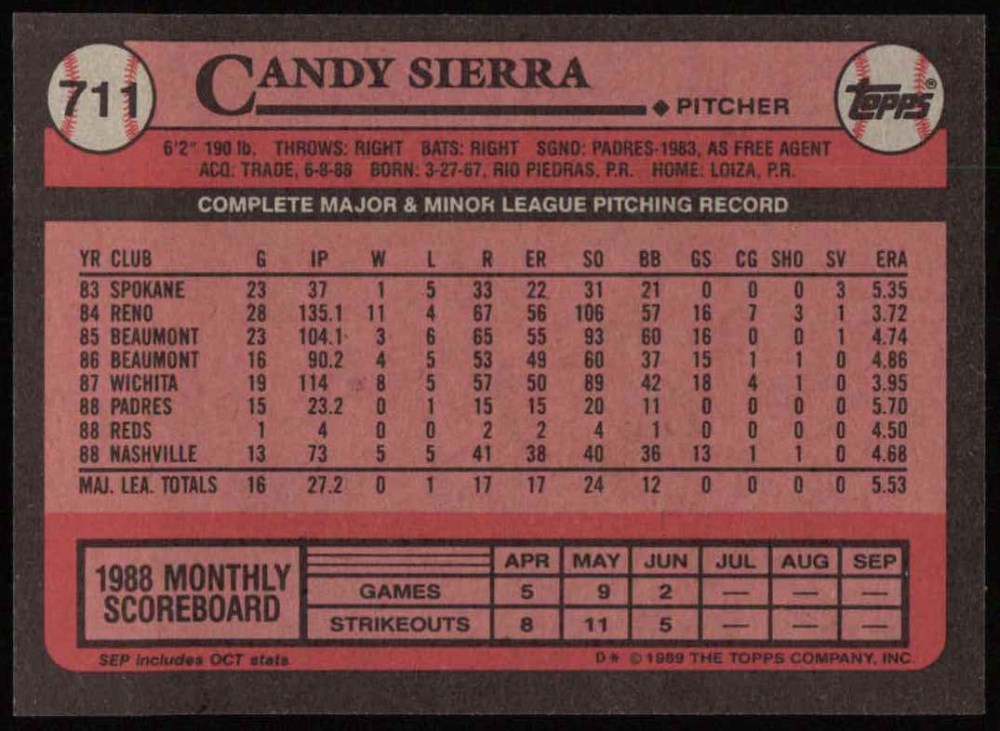 711
CANDY SIERRA
◆ PITCHER
topps®
6'2" 190 lb. THROWS: RIGHT BATS: RIGHT SGND: PADRES-1983, AS FREE AGENT
ACQ: TRADE, 6-8-88 BORN: 3-27-67, RIO PIEDRAS, P.R. HOME: LOIZA, P.R.
COMPLETE MAJOR & MINOR LEAGUE PITCHING RECORD
YR CLUB G IP W L R ER SO BB GS CG SHO SV ERA
83 SPOKANE 23 37 1 5 33 22 31 21 0 0 0 3 5.35
84 RENO 28 135.1 11 4 67 56 106 57 16 7 3 1 3.72
85 BEAUMONT 23 104.1 3 6 65 55 93 60 16 0 0 1 4.74
86 BEAUMONT 16 90.2 4 5 53 49 60 37 15 1 1 0 4.86
87 WICHITA 19 114 8 5 57 50 89 42 18 4 1 0 3.95
88 PADRES 15 23.2 0 1 15 15 20 11 0 0 0 0 5.70
88 REDS 1 4 0 0 2 2 4 1 0 0 0 0 4.50
88 NASHVILLE 13 73 5 5 41 38 40 36 13 1 1 0 4.68
MAJ. LEA. TOTALS 16 27.2 0 1 17 17 24 12 0 0 0 0 5.53
1988 MONTHLY SCOREBOARD
APR MAY JUN JUL AUG SEP
GAMES 5 9 2 — — —
STRIKEOUTS 8 11 5 — — —
SEP includes OCT stats
D* © 1989 THE TOPPS COMPANY, INC.